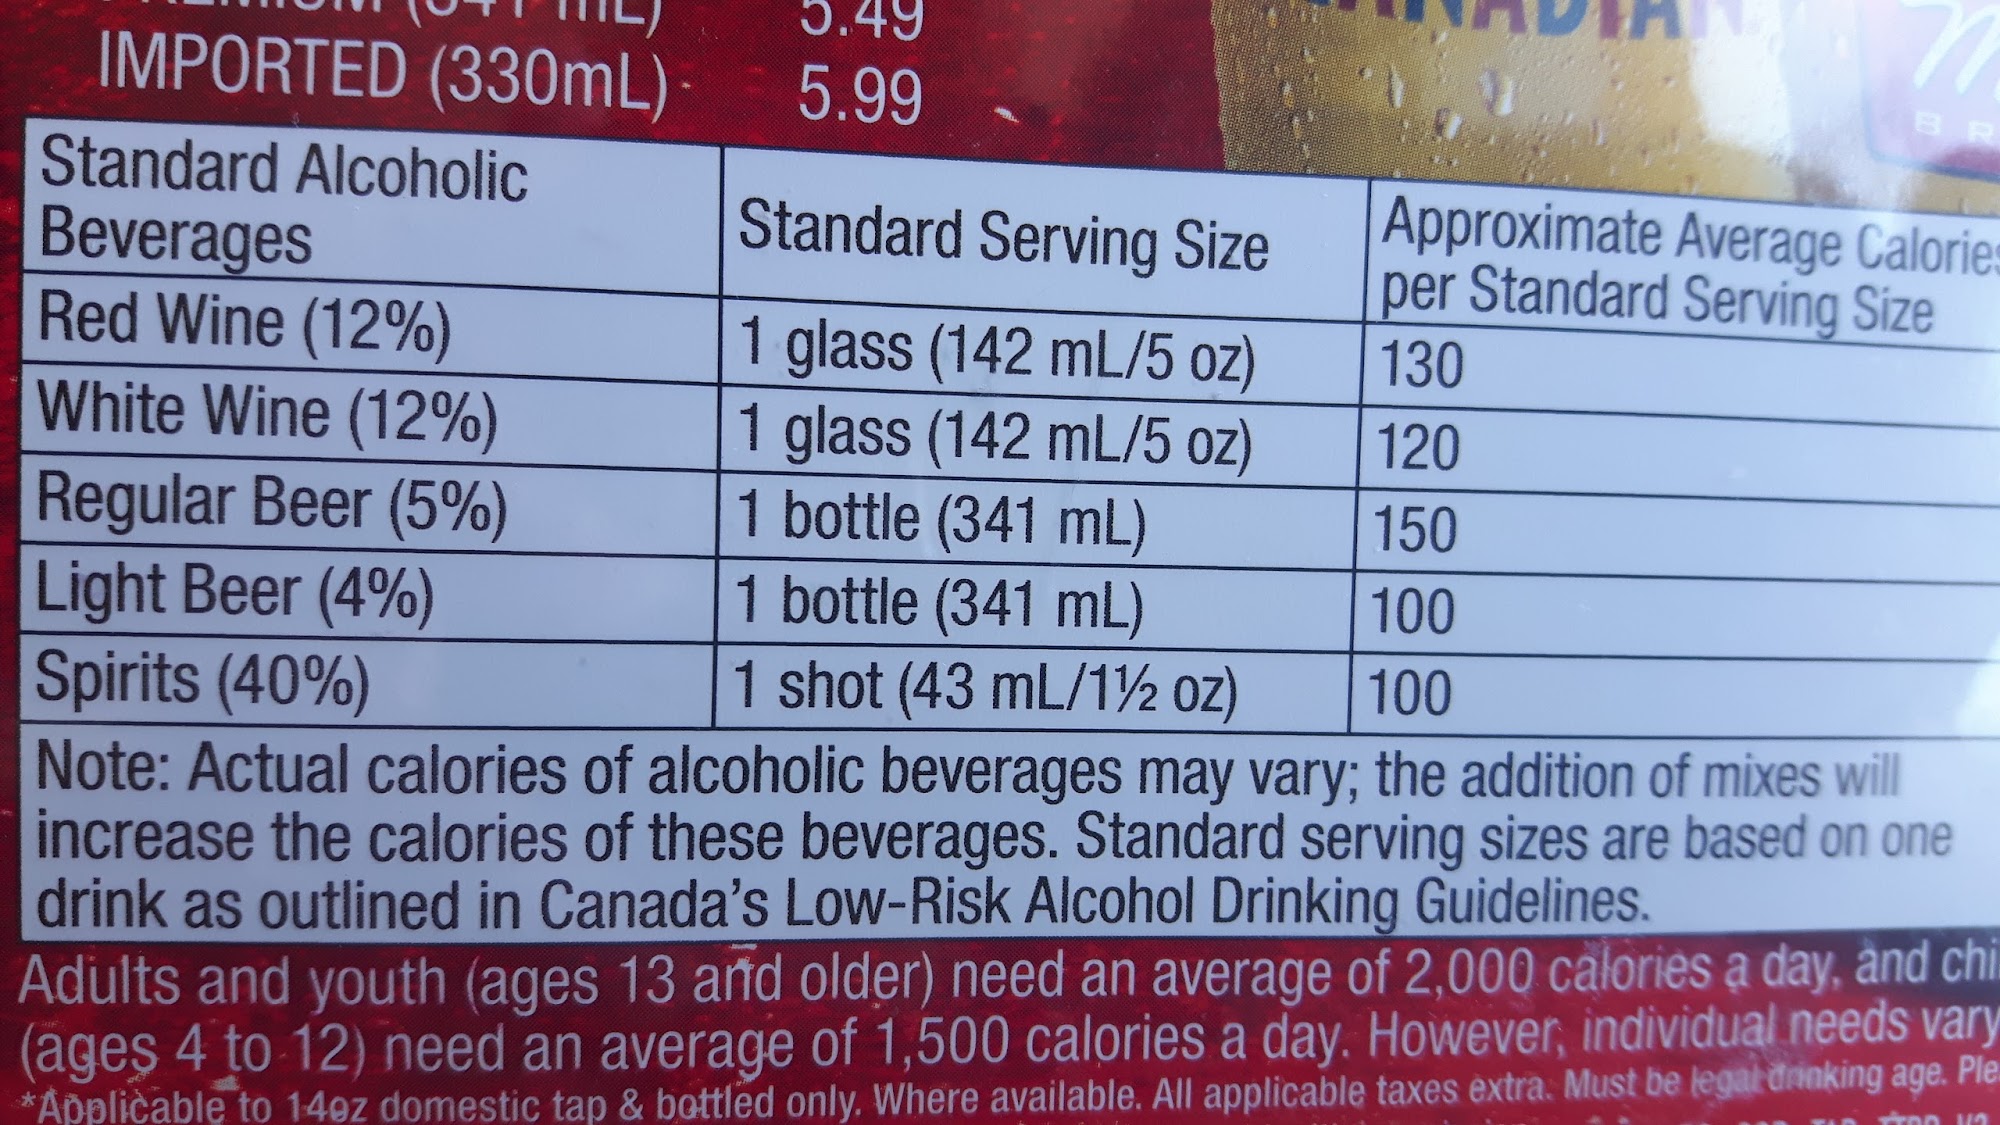 (341 mL) 5.49
CANADIAN
IMPORTED (330mL) 5.99
Standard Alcoholic
Beverages
Standard Serving Size
Approximate Average Calories
per Standard Serving Size
Red Wine (12%) 1 glass (142 mL/5 oz) 130
White Wine (12%) 1 glass (142 mL/5 oz) 120
Regular Beer (5%) 1 bottle (341 mL) 150
Light Beer (4%) 1 bottle (341 mL) 100
Spirits (40%) 1 shot (43 mL/1½ oz) 100
Note: Actual calories of alcoholic beverages may vary; the addition of mixes will
increase the calories of these beverages. Standard serving sizes are based on one
drink as outlined in Canada's Low-Risk Alcohol Drinking Guidelines.
Adults and youth (ages 13 and older) need an average of 2,000 calories a day, and
(ages 4 to 12) need an average of 1,500 calories a day. However, individual needs vary
*Applicable to 14oz domestic tap & bottled only. Where available. All applicable taxes extra. Must be legal drinking age.